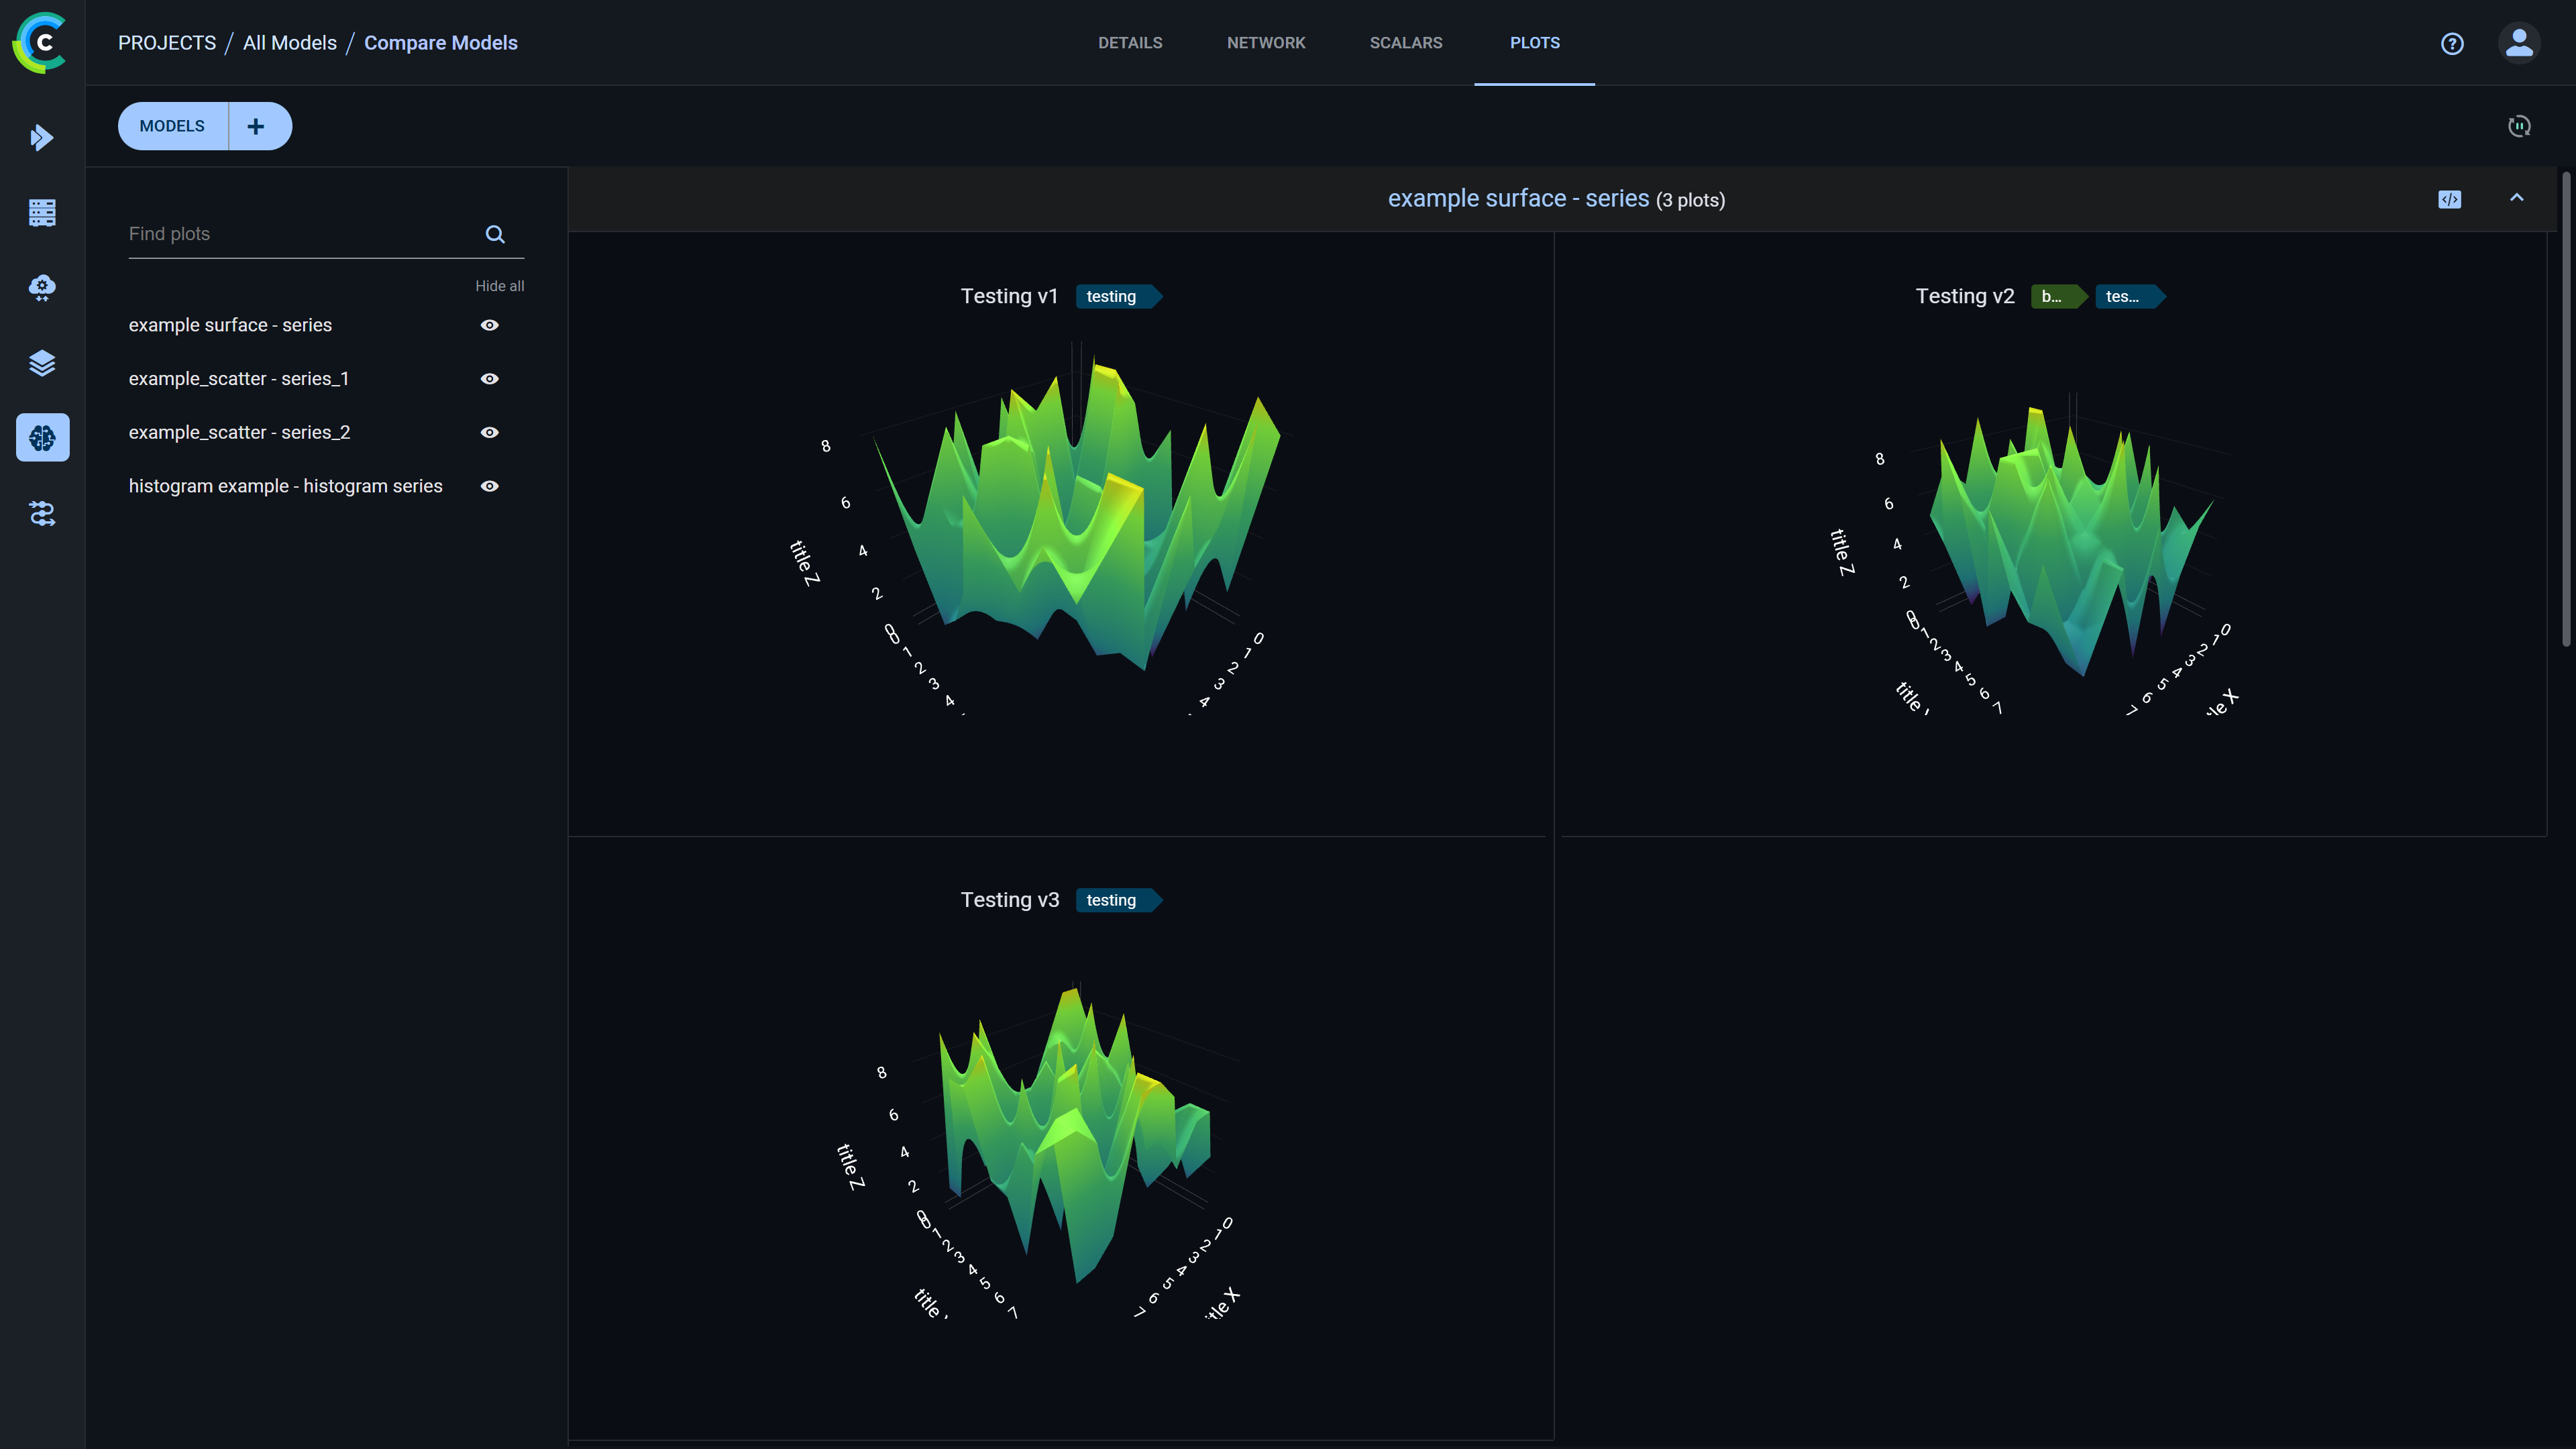 C
PROJECTS / All Models / Compare Models
DETAILS NETWORK SCALARS PLOTS
?
MODELS +
Find plots
Hide all
example surface - series
example_scatter - series_1
example_scatter - series_2
histogram example - histogram series
example surface - series (3 plots)
</>
Testing v1 testing
8
6
4
2
0
title Z
0
1
2
3
4
0
1
2
3
4
Testing v2 b... tes...
8
6
4
2
0
title Z
0
1
2
3
4
5
6
7
title
0
1
2
3
4
5
6
7
Testing v3 testing
8
6
4
2
0
title Z
0
1
2
3
4
5
6
7
title
0
1
2
3
4
5
6
7
title X